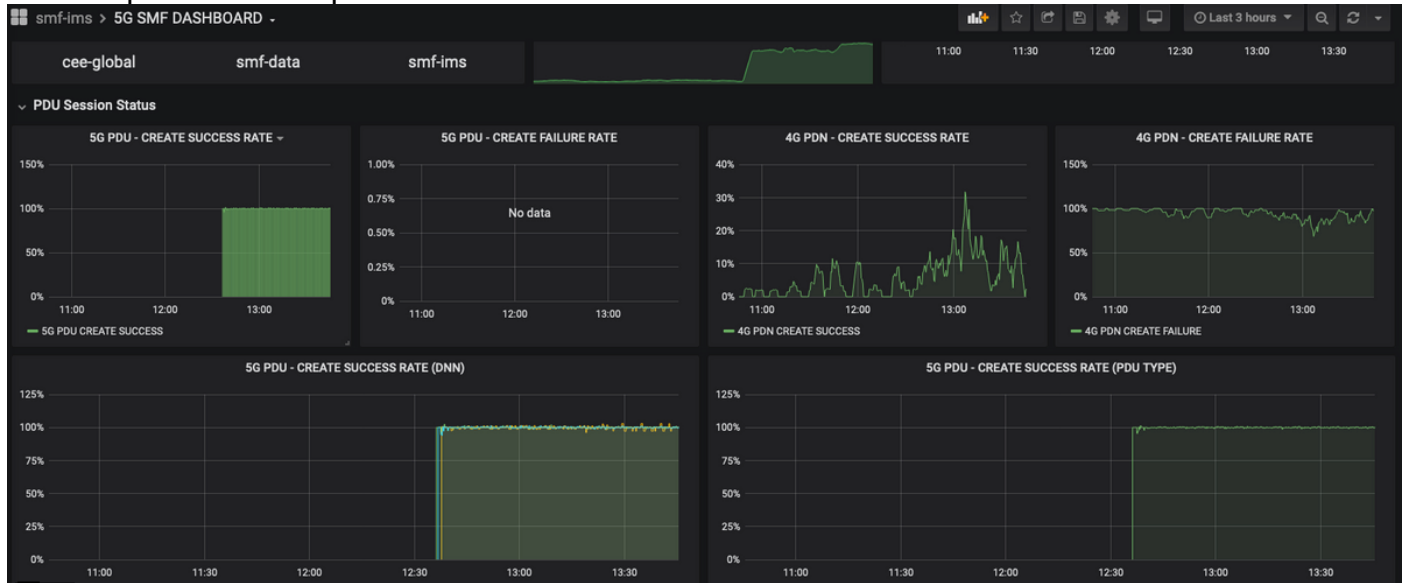 smf-ims > 5G SMF DASHBOARD
Last 3 hours
cee-global smf-data smf-ims
11:00 11:30 12:00 12:30 13:00 13:30
PDU Session Status
5G PDU - CREATE SUCCESS RATE
150%
100%
50%
0%
11:00 12:00 13:00
5G PDU CREATE SUCCESS
5G PDU - CREATE FAILURE RATE
1.00%
0.75%
0.50%
0.25%
0%
No data
11:00 12:00 13:00
4G PDN - CREATE SUCCESS RATE
40%
30%
20%
10%
0%
11:00 12:00 13:00
4G PDN CREATE SUCCESS
4G PDN - CREATE FAILURE RATE
150%
100%
50%
0%
11:00 12:00 13:00
4G PDN CREATE FAILURE
5G PDU - CREATE SUCCESS RATE (DNN)
125%
100%
75%
50%
25%
0%
11:00 11:30 12:00 12:30 13:00 13:30
5G PDU - CREATE SUCCESS RATE (PDU TYPE)
125%
100%
75%
50%
25%
0%
11:00 11:30 12:00 12:30 13:00 13:30